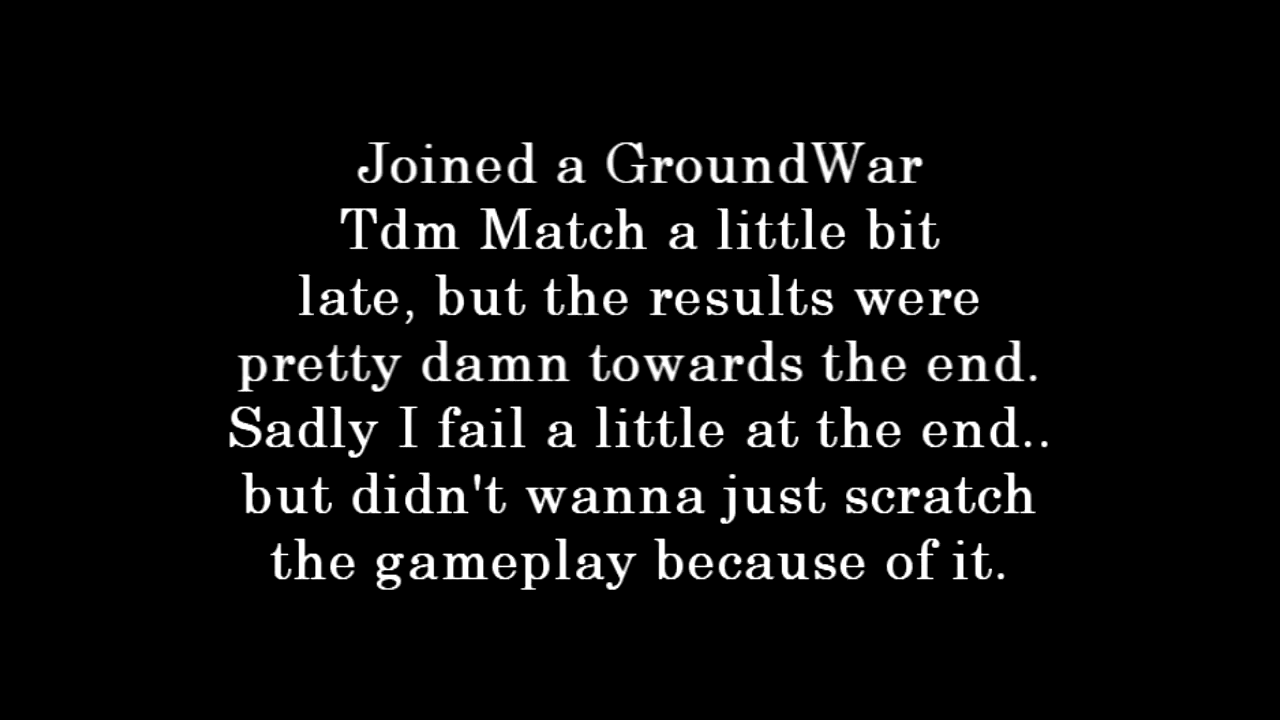 Joined a GroundWar
Tdm Match a little bit
late, but the results were
pretty damn towards the end.
Sadly I fail a little at the end..
but didn't wanna just scratch
the gameplay because of it.